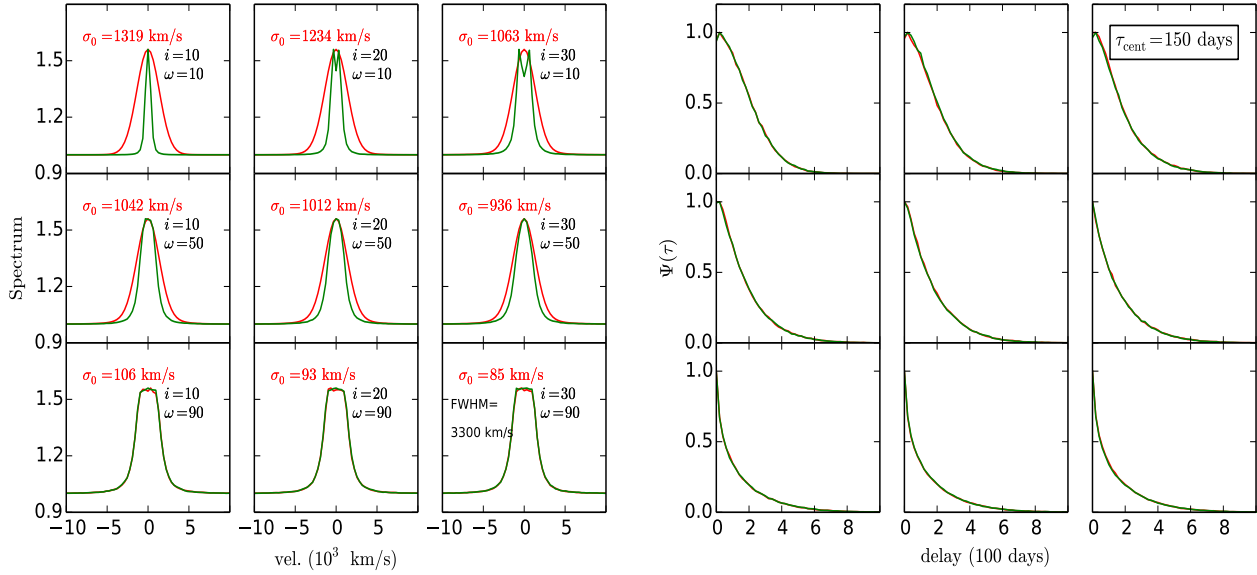 σ₀ =1319 km/s
i=10
ω=10
σ₀ =1234 km/s
i=20
ω=10
σ₀ =1063 km/s
i=30
ω=10
1.5
1.2
0.9
σ₀ =1042 km/s
i=10
ω=50
σ₀ =1012 km/s
i=20
ω=50
σ₀ =936 km/s
i=30
ω=50
1.5
1.2
0.9
Spectrum
σ₀ =106 km/s
i=10
ω=90
σ₀ =93 km/s
i=20
ω=90
σ₀ =85 km/s
i=30
ω=90
FWHM=
3300 km/s
1.5
1.2
0.9
−10 −5 0 5 −10 −5 0 5 −10 −5 0 5
vel. (10³ km/s)
τcent =150 days
1.0
0.5
0.0
1.0
0.5
0.0
Ψ(τ)
1.0
0.5
0.0
0 2 4 6 8 0 2 4 6 8 0 2 4 6 8
delay (100 days)